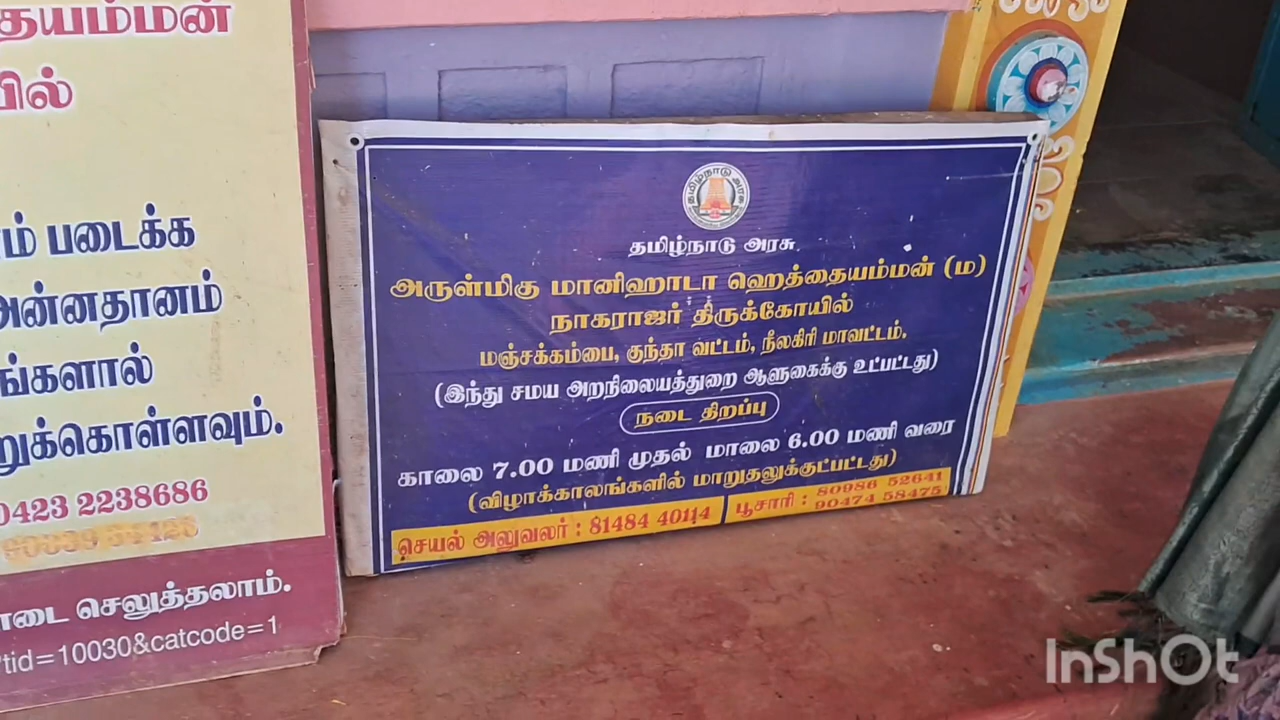 தையம்மன்
யில்
ம் படைக்க
அன்னதானம்
ங்களால்
றுக்கொள்ளவும்.
0423 2238686
ாடை செலுத்தலாம்.
tid=10030&catcode=1
தமிழ்நாடு அரசு
தமிழ்நாடு அரசு
அருள்மிகு மானிஹாடா ஹெத்தையம்மன் (ம)
நாகராஜர் திருக்கோயில்
மஞ்சக்கம்பை, குந்தா வட்டம், நீலகிரி மாவட்டம்.
(இந்து சமய அறநிலையத்துறை ஆளுகைக்கு உட்பட்டது)
நடை திறப்பு
காலை 7.00 மணி முதல் மாலை 6.00 மணி வரை
(விழாக்காலங்களில் மாறுதலுக்குட்பட்டது)
செயல் அலுவலர் : 81484 40114
பூசாரி : 80986 52641
90474 58475
InShOt